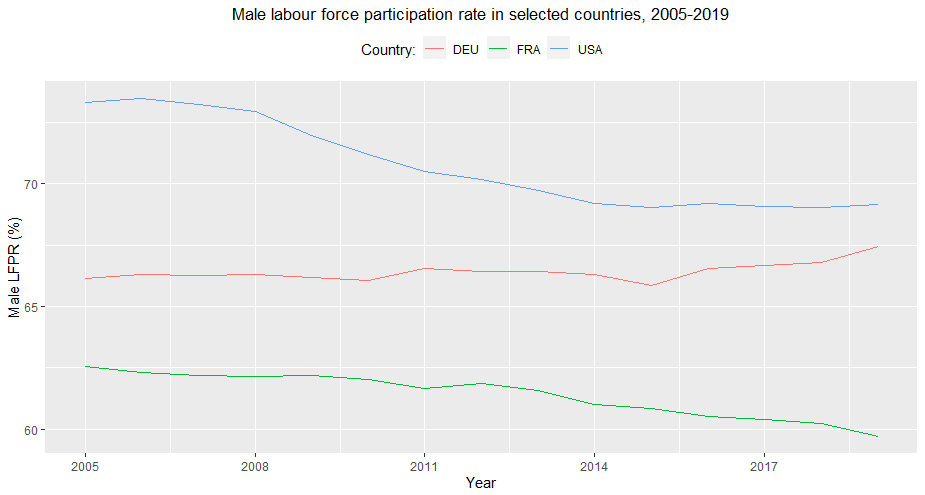 Male labour force participation rate in selected countries, 2005-2019
Country: DEU FRA USA
70
65
60
Male LFPR (%)
2005 2008 2011 2014 2017
Year